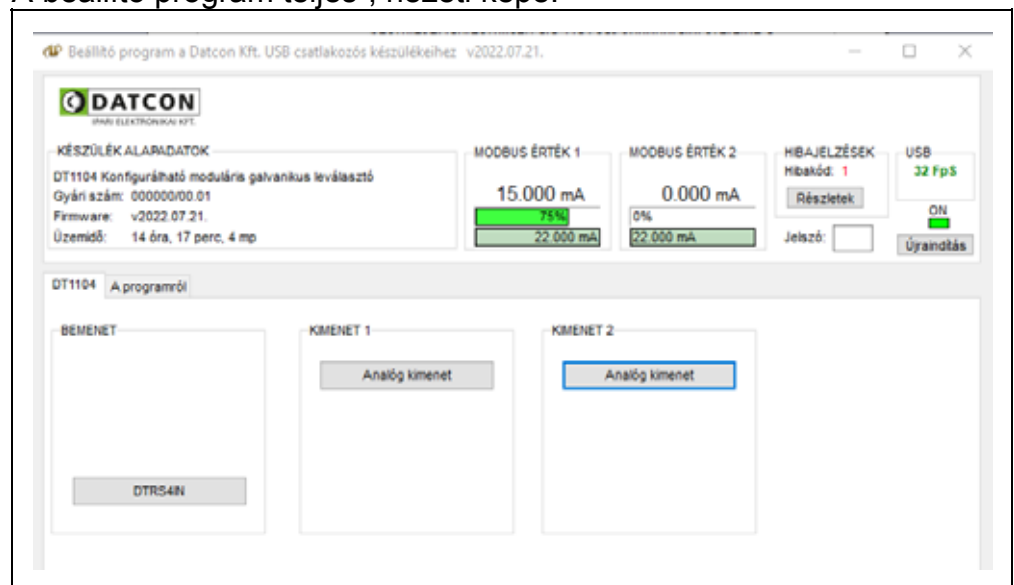 A beállító program teljes , nézeti képe:
Beállító program a Datcon Kft. USB csatlakozós készülékeihez v2022.07.21.
DATCON
IPARI ELEKTRONIKAI KFT.
KÉSZÜLÉK ALAPADATOK
DT1104 Konfigurálható moduláris galvanikus leválasztó
Gyári szám: 000000/00.01
Firmware: v2022.07.21.
Üzemidő: 14 óra, 17 perc, 4 mp
MODBUS ÉRTÉK 1
15.000 mA
75%
22.000 mA
MODBUS ÉRTÉK 2
0.000 mA
0%
22.000 mA
HIBAJELZÉSEK
Hibakód: 1
Részletek
Jelszó:
USB
32 FpS
ON
Újraindítás
DT1104
A programról
BEMENET
DTRS4IN
KIMENET 1
Analóg kimenet
KIMENET 2
Analóg kimenet